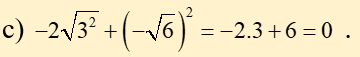 c) −2√3² + (−√6)² = −2.3 + 6 = 0 .